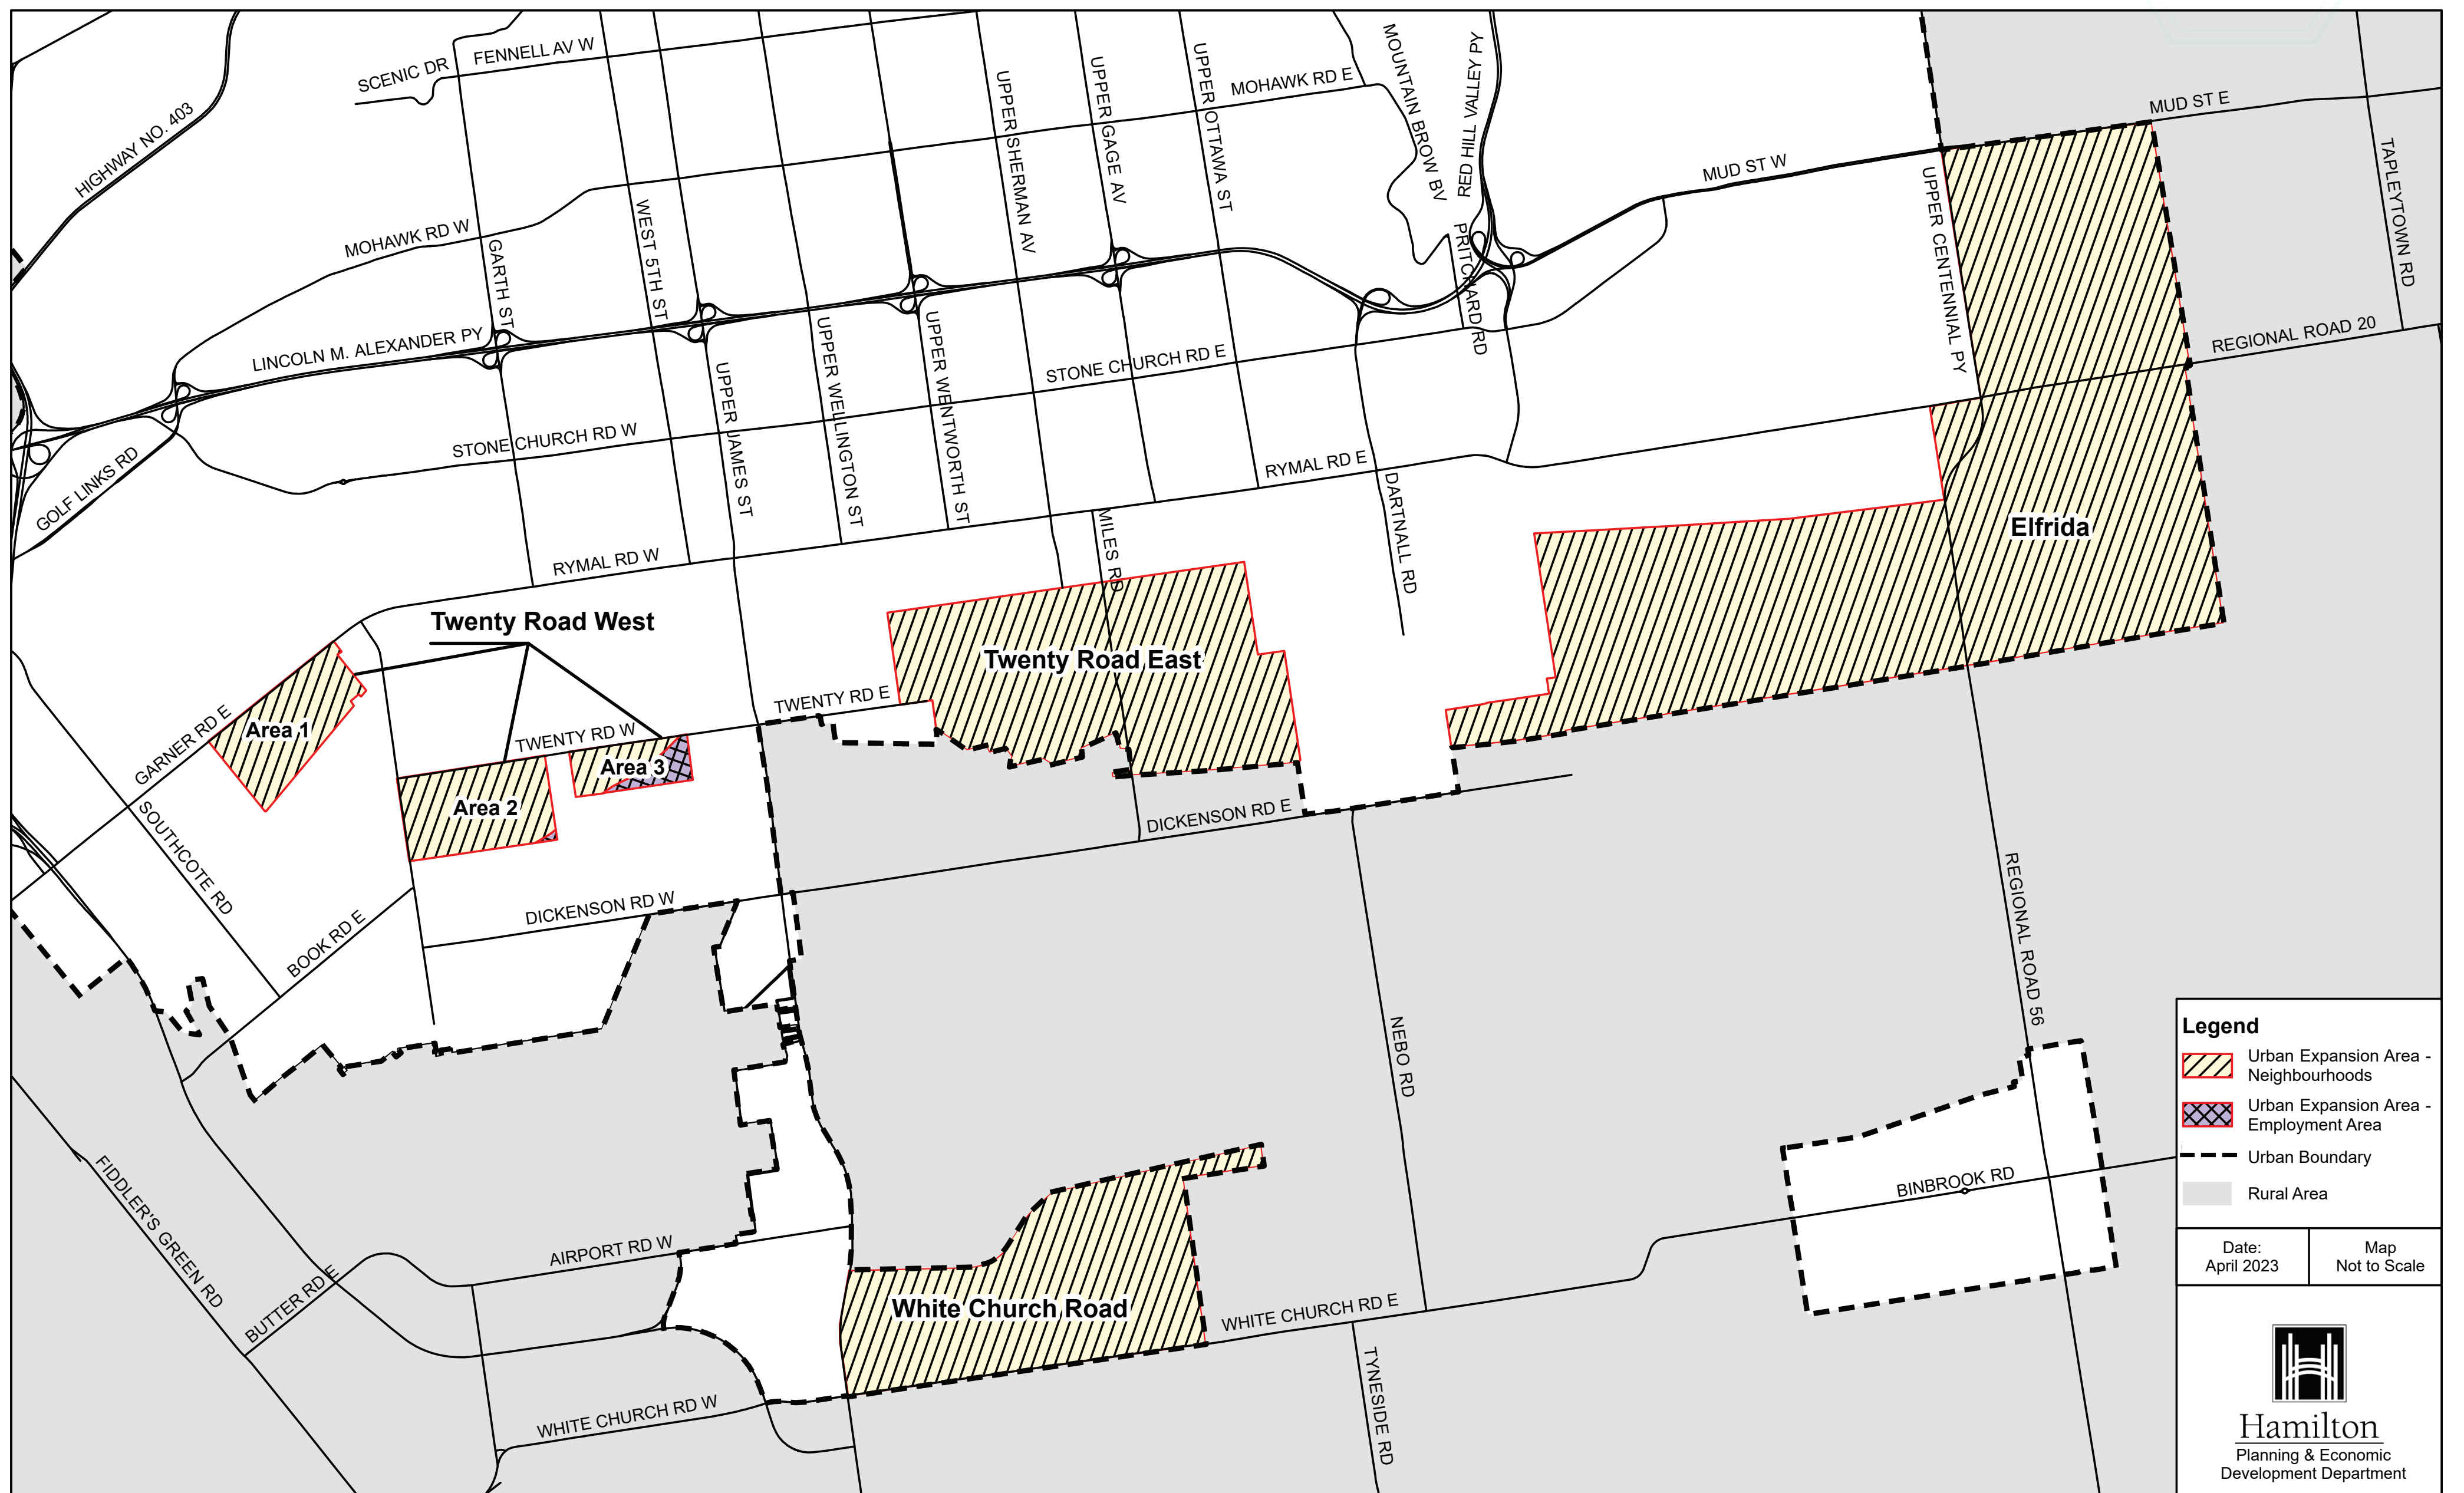 SCENIC DR
FENNELL AV W
HIGHWAY NO. 403
MOHAWK RD W
GARTH ST
WEST 5TH ST
UPPER SHERMAN AV
UPPER GAGE AV
UPPER OTTAWA ST
MOHAWK RD E
MOUNTAIN BROW BV
RED HILL VALLEY PY
PRITCHARD RD
MUD ST W
MUD ST E
UPPER CENTENNIAL PY
TAPLEYTOWN RD
REGIONAL ROAD 20
LINCOLN M. ALEXANDER PY
GOLF LINKS RD
STONE CHURCH RD W
STONE CHURCH RD E
UPPER JAMES ST
UPPER WELLINGTON ST
UPPER WENTWORTH ST
RYMAL RD W
RYMAL RD E
MILES RD
DARTNALL RD
Elfrida
Twenty Road West
Twenty Road East
Area 1
Area 2
Area 3
GARNER RD E
TWENTY RD W
TWENTY RD E
SOUTHCOTE RD
BOOK RD E
DICKENSON RD W
DICKENSON RD E
NEBO RD
REGIONAL ROAD 56
FIDDLER'S GREEN RD
BUTTER RD E
AIRPORT RD W
White Church Road
WHITE CHURCH RD W
WHITE CHURCH RD E
TYNESIDE RD
BINBROOK RD
Legend
Urban Expansion Area -
Neighbourhoods
Urban Expansion Area -
Employment Area
Urban Boundary
Rural Area
Date:
April 2023
Map
Not to Scale
Hamilton
Planning & Economic
Development Department